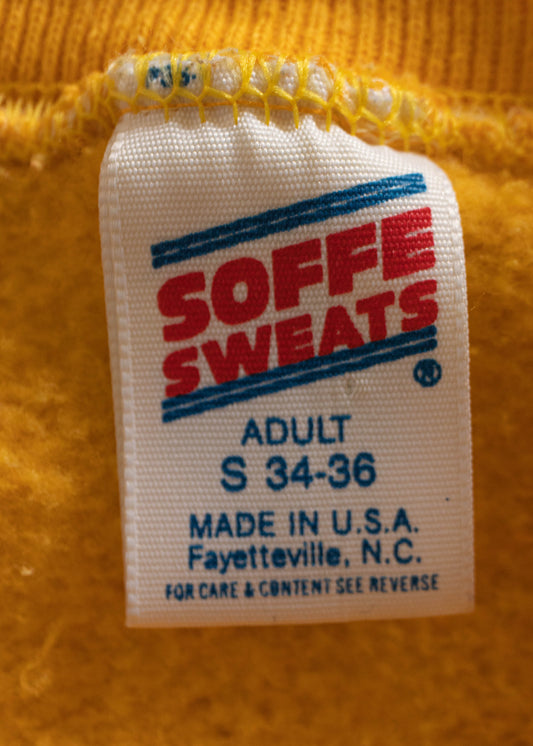 SOFFE
SWEATS
®
ADULT
S 34-36
MADE IN U.S.A.
Fayetteville, N.C.
FOR CARE & CONTENT SEE REVERSE